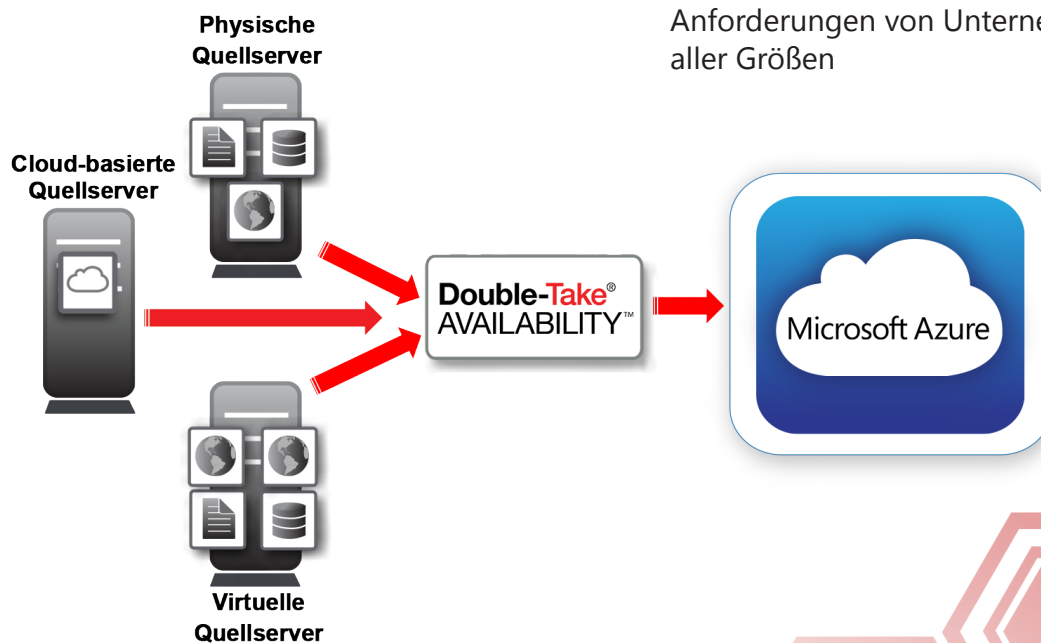 Anforderungen von Unterne
aller Größen
Physische
Quellserver
Cloud-basierte
Quellserver
Double-Take®
AVAILABILITY™
Microsoft Azure
Virtuelle
Quellserver